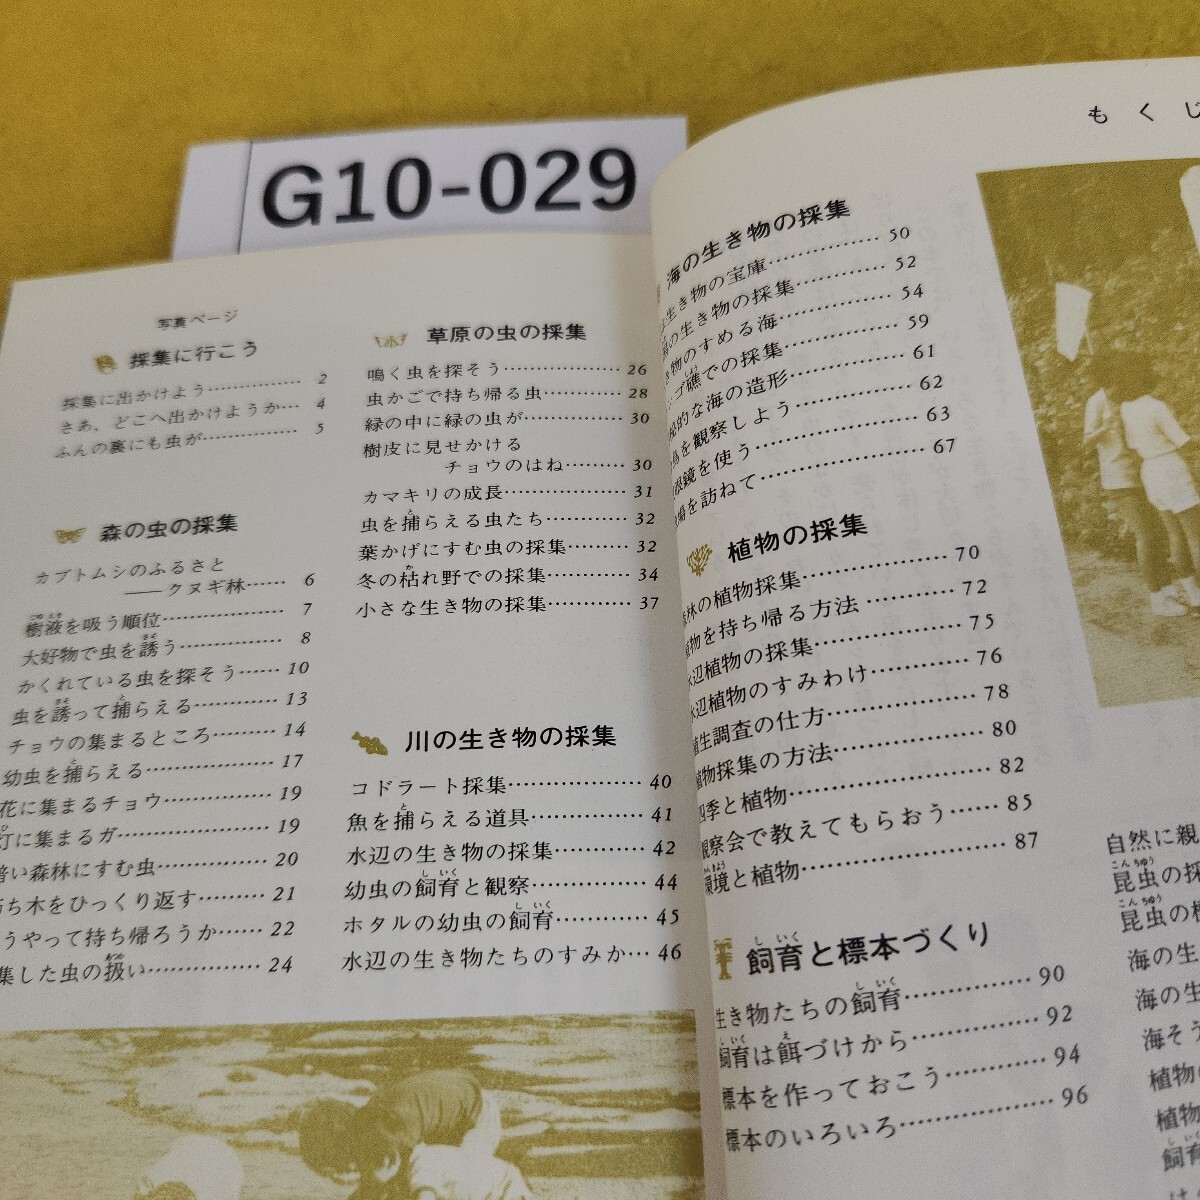 G10-029
写真ページ
採集に行こう
採集に出かけよう……………… 2
さあ、どこへ出かけようか… 4
ふんの裏にも虫が……………… 5
森の虫の採集
カブトムシのふるさと
——クヌギ林…… 6
樹液を吸う順位……………… 7
大好物で虫を誘う…………… 8
かくれている虫を探そう…… 10
虫を誘って捕らえる………… 13
チョウの集まるところ……… 14
幼虫を捕らえる……………… 17
花に集まるチョウ…………… 19
灯に集まるガ………………… 19
暗い森林にすむ虫…………… 20
朽ち木をひっくり返す……… 21
うやって持ち帰ろうか… 22
集した虫の扱い…………… 24
草原の虫の採集
鳴く虫を探そう……………… 26
虫かごで持ち帰る虫………… 28
緑の中に緑の虫が…………… 30
樹皮に見せかける
チョウのはね……… 30
カマキリの成長……………… 31
虫を捕らえる虫たち………… 32
葉かげにすむ虫の採集……… 32
冬の枯れ野での採集………… 34
小さな生き物の採集………… 37
川の生き物の採集
コドラート採集……………… 40
魚を捕らえる道具…………… 41
水辺の生き物の採集………… 42
幼虫の飼育と観察…………… 44
ホタルの幼虫の飼育………… 45
水辺の生き物たちのすみか… 46
もくじ
海の生き物の採集
生き物の宝庫…………… 50
の生き物の採集………… 52
き物のすめる海………… 54
ンゴ礁での採集………… 59
的な海の造形………… 61
鳥を観察しよう………… 62
眼鏡を使う……………… 63
場を訪ねて……………… 67
植物の採集
森林の植物採集……………… 70
植物を持ち帰る方法………… 72
水辺植物の採集……………… 75
水辺植物のすみわけ………… 76
植生調査の仕方……………… 78
植物採集の方法……………… 80
四季と植物…………………… 82
観察会で教えてもらおう…… 85
環境と植物…………………… 87
飼育と標本づくり
生き物たちの飼育…………… 90
飼育は餌づけから…………… 92
標本を作っておこう………… 94
標本のいろいろ……………… 96
自然に親
昆虫の採
昆虫の標
海の生
海の生
海そう
植物の
植物
飼育